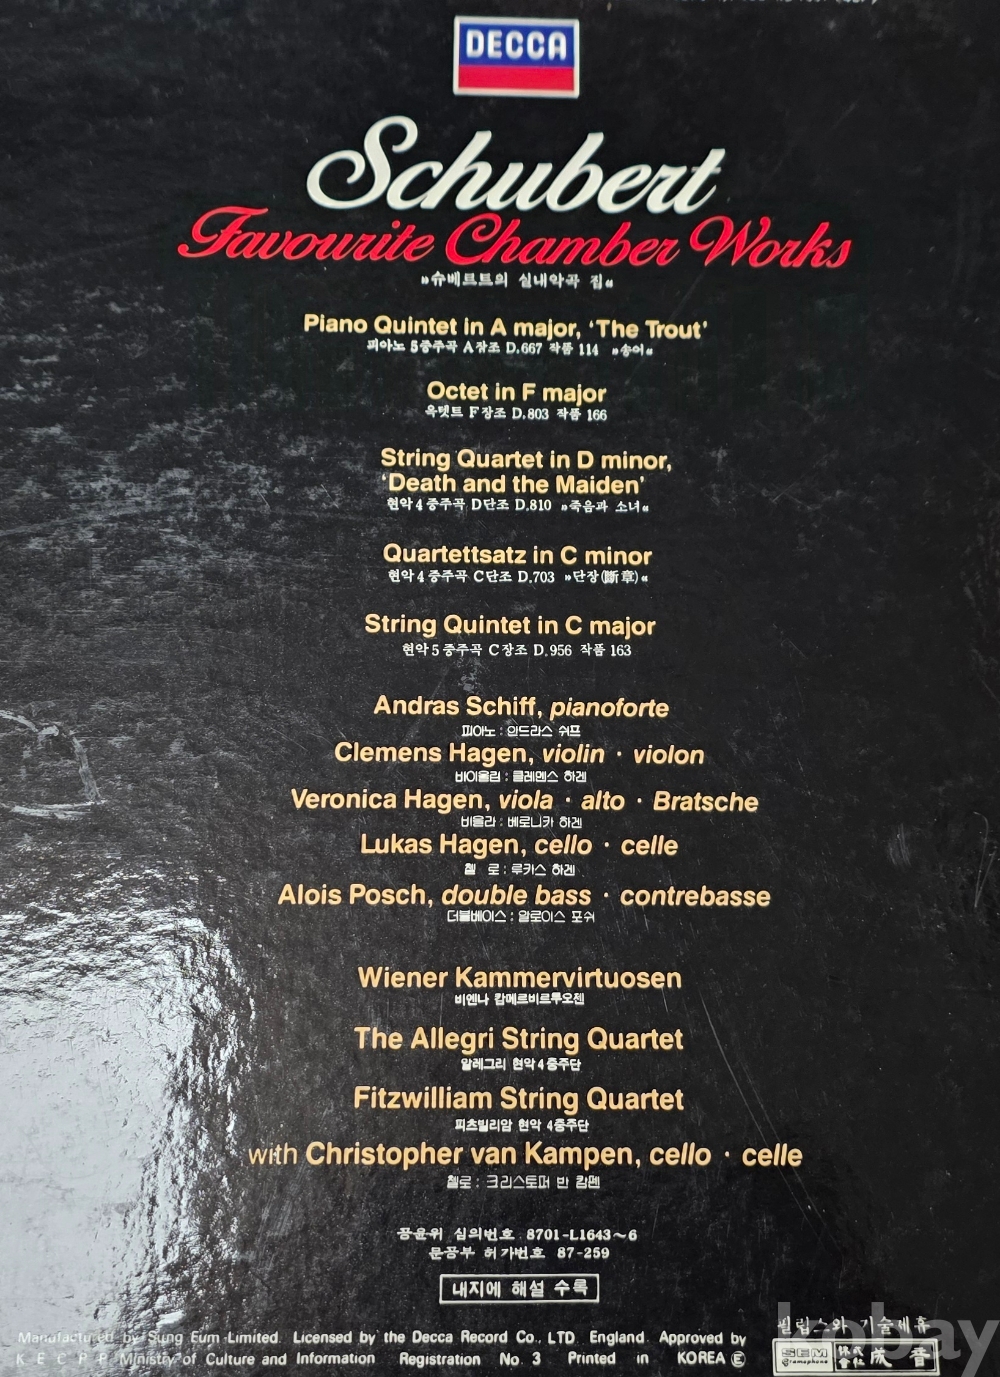 DECCA
Schubert
Favourite Chamber Works
»슈베르트의 실내악곡 집«
Piano Quintet in A major, ‘The Trout’
피아노 5중주곡 A장조 D.667 작품 114 »송어«
Octet in F major
옥텟트 F장조 D.803 작품 166
String Quartet in D minor,
‘Death and the Maiden’
현악4중주곡 D단조 D.810 »죽음과 소녀«
Quartettsatz in C minor
현악4중주곡 C단조 D.703 »단장(斷章)«
String Quintet in C major
현악5중주곡 C장조 D.956 작품 163
Andras Schiff, pianoforte
피아노 : 안드라스 쉬프
Clemens Hagen, violin · violon
바이올린 : 클레멘스 하겐
Veronica Hagen, viola · alto · Bratsche
비올라 : 베로니카 하겐
Lukas Hagen, cello · celle
첼 로 : 루카스 하겐
Alois Posch, double bass · contrebasse
더블베이스 : 알로이스 포쉬
Wiener Kammervirtuosen
비엔나 캄메르비르투오젠
The Allegri String Quartet
알레그리 현악4중주단
Fitzwilliam String Quartet
피츠빌리암 현악 4중주단
with Christopher van Kampen, cello · celle
첼로 : 크리스토퍼 반 캄펜
공윤위 심의번호 8701-L1643~6
문공부 허가번호 87-259
내지에 해설 수록
Manufactured by Sung Eum Limited. Licensed by the Decca Record Co., LTD. England. Approved by
K E C P P Ministry of Culture and Information Registration No. 3 Printed in KOREA Ⓔ
필립스와 기술제휴
SEM gramophone 株式會社 成音